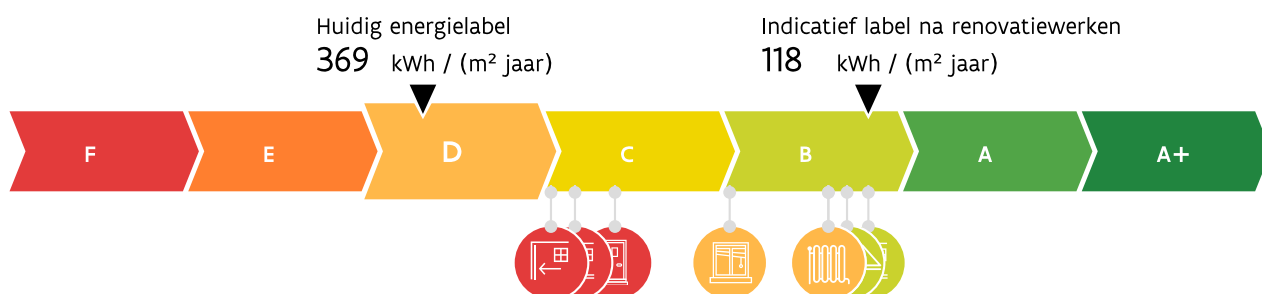 Huidig energielabel
369 kWh / (m² jaar)
Indicatief label na renovatiewerken
118 kWh / (m² jaar)
F E D C B A A+